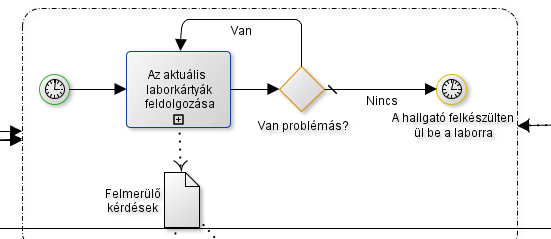 Van
Az aktuális
laborkártyák
feldolgozása
Nincs
Van problémás?
A hallgató felkészülten
ül be a laborra
Felmerülő
kérdések